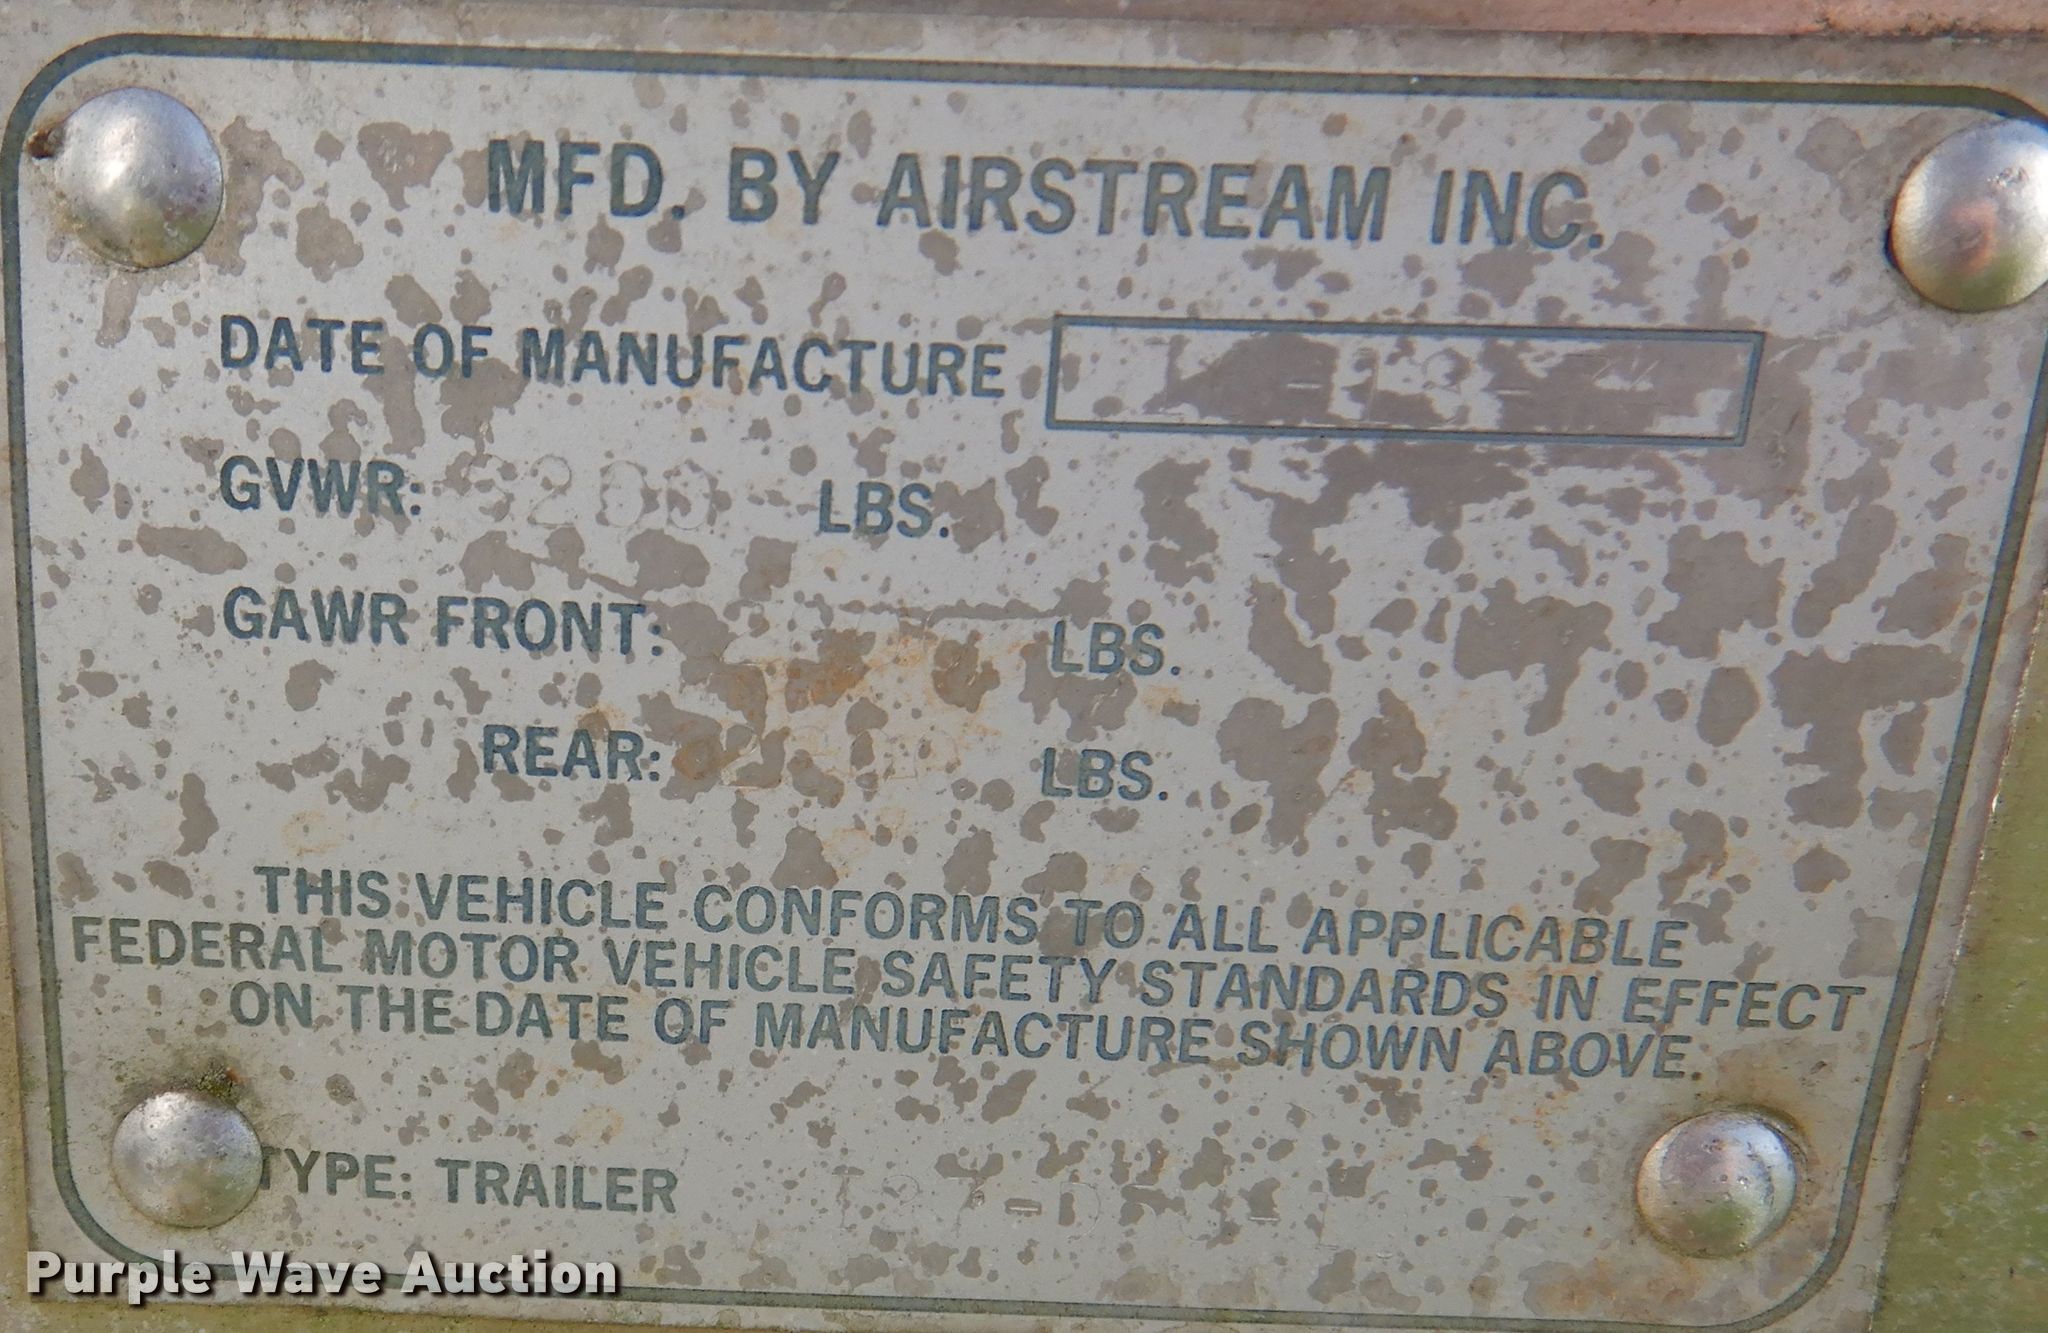 MFD. BY AIRSTREAM INC.
DATE OF MANUFACTURE
GVWR: LBS.
GAWR FRONT: LBS.
REAR: LBS.
THIS VEHICLE CONFORMS TO ALL APPLICABLE
FEDERAL MOTOR VEHICLE SAFETY STANDARDS IN EFFECT
ON THE DATE OF MANUFACTURE SHOWN ABOVE.
TYPE: TRAILER
Purple Wave Auction